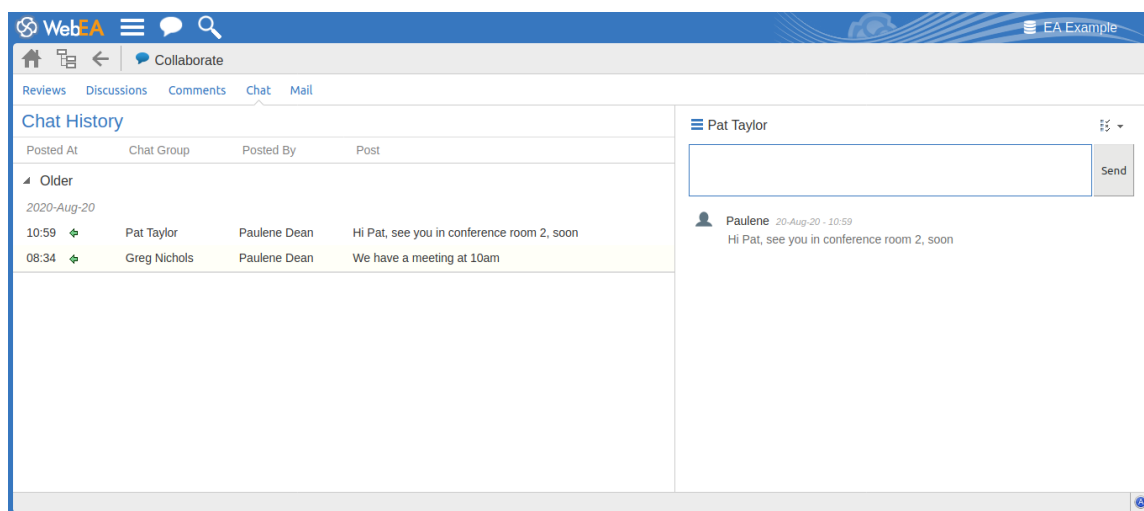 WebEA
EA Example
Collaborate
Reviews Discussions Comments Chat Mail
Chat History
Posted At Chat Group Posted By Post
Older
2020-Aug-20
10:59 Pat Taylor Paulene Dean Hi Pat, see you in conference room 2, soon
08:34 Greg Nichols Paulene Dean We have a meeting at 10am
Pat Taylor
Send
Paulene 20-Aug-20 - 10:59
Hi Pat, see you in conference room 2, soon